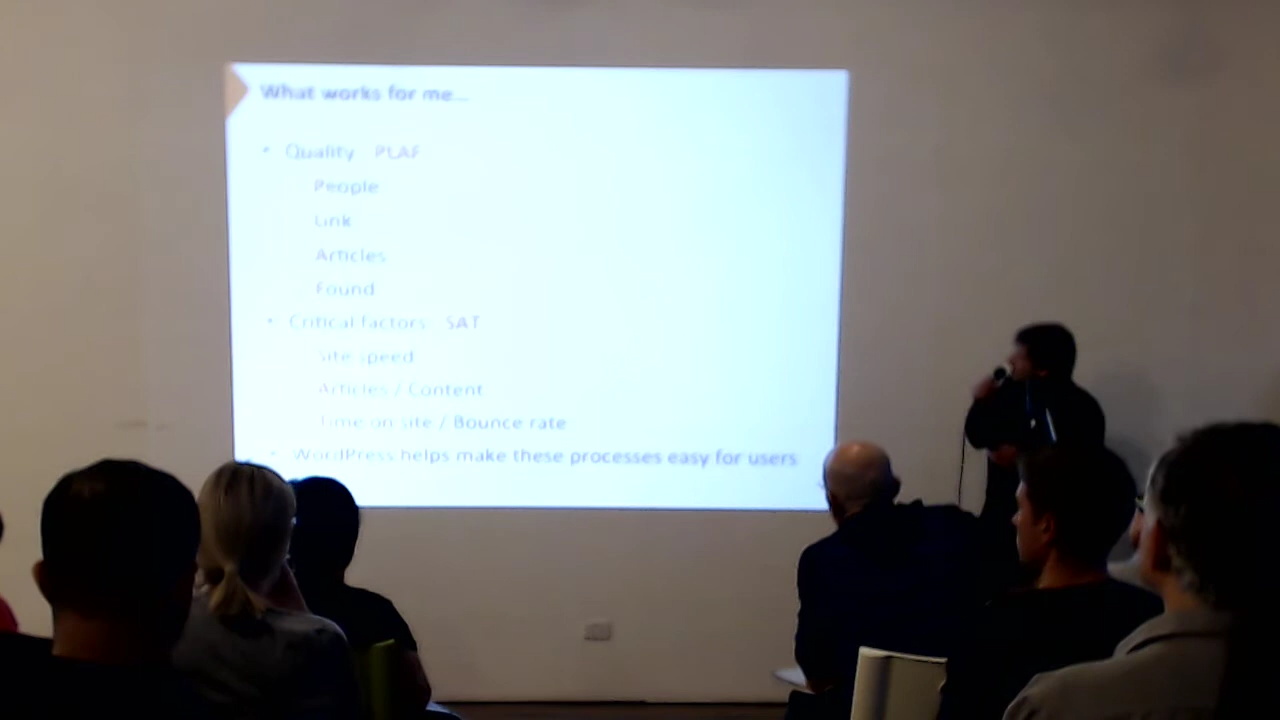 What works for me...
• Quality PLAF
People
Link
Articles
Found
• Critical factors SAT
Site speed
Articles / Content
Time on site / Bounce rate
• WordPress helps make these processes easy for users